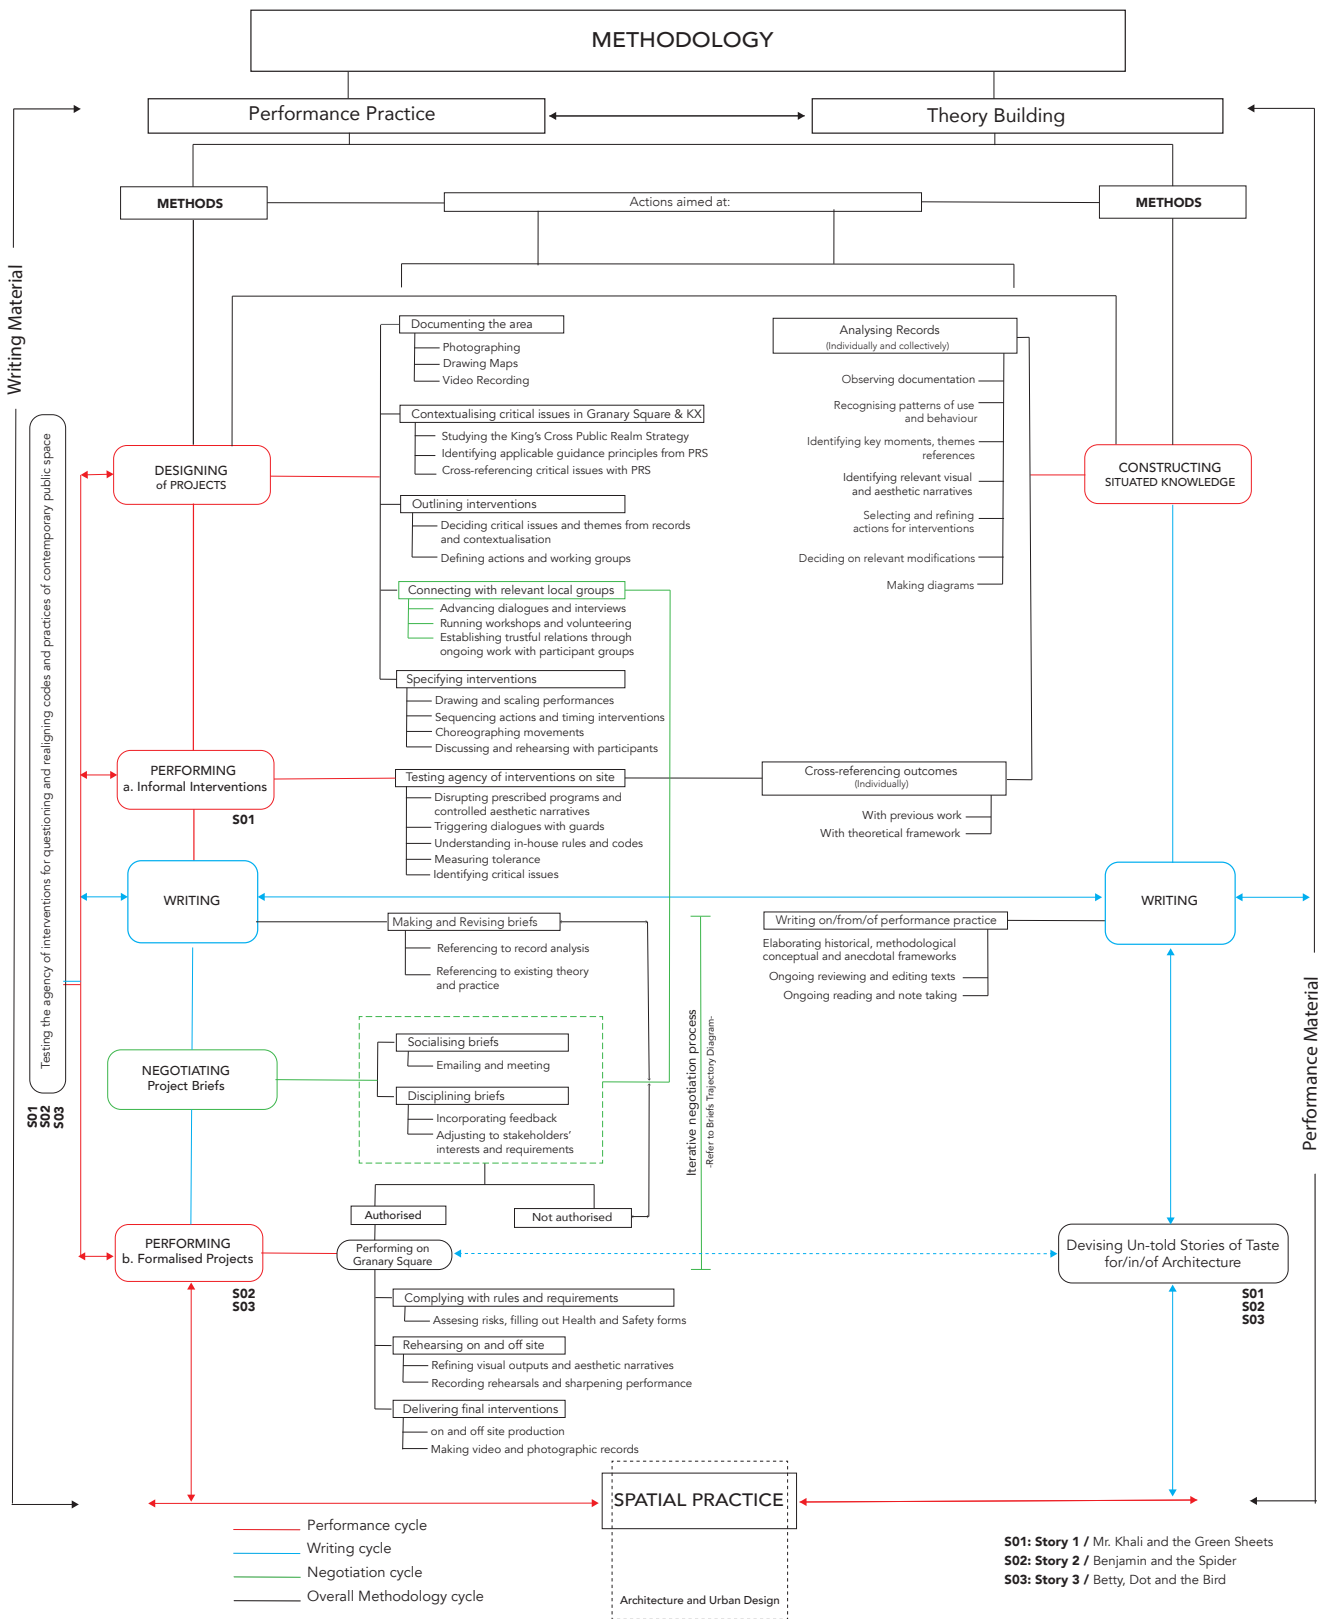 METHODOLOGY
Performance Practice
Theory Building
METHODS
Actions aimed at:
METHODS
Writing Material
Documenting the area
Photographing
Drawing Maps
Video Recording
Contextualising critical issues in Granary Square & KX
Studying the King's Cross Public Realm Strategy
Identifying applicable guidance principles from PRS
Cross-referencing critical issues with PRS
Outlining interventions
Deciding critical issues and themes from records
and contextualisation
Defining actions and working groups
Connecting with relevant local groups
Advancing dialogues and interviews
Running workshops and volunteering
Establishing trustful relations through
ongoing work with participant groups
Specifying interventions
Drawing and scaling performances
Sequencing actions and timing interventions
Choreographing movements
Discussing and rehearsing with participants
Analysing Records
(Individually and collectively)
Observing documentation
Recognising patterns of use
and behaviour
Identifying key moments, themes
references
Identifying relevant visual
and aesthetic narratives
Selecting and refining
actions for interventions
Deciding on relevant modifications
Making diagrams
DESIGNING
of PROJECTS
CONSTRUCTING
SITUATED KNOWLEDGE
Testing the agency of interventions for questioning and realigning codes and practices of contemporary public space
S01
S02
S03
PERFORMING
a. Informal Interventions
S01
Testing agency of interventions on site
Disrupting prescribed programs and
controlled aesthetic narratives
Triggering dialogues with guards
Understanding in-house rules and codes
Measuring tolerance
Identifying critical issues
Cross-referencing outcomes
(Individually)
With previous work
With theoretical framework
WRITING
WRITING
Making and Revising briefs
Referencing to record analysis
Referencing to existing theory
and practice
Writing on/from/of performance practice
Elaborating historical, methodological
conceptual and anecdotal frameworks
Ongoing reviewing and editing texts
Ongoing reading and note taking
Iterative negotiation process
-Refer to Briefs Trajectory Diagram-
Performance Material
NEGOTIATING
Project Briefs
Socialising briefs
Emailing and meeting
Disciplining briefs
Incorporating feedback
Adjusting to stakeholders'
interests and requirements
Authorised
Not authorised
PERFORMING
b. Formalised Projects
S02
S03
Performing on
Granary Square
Devising Un-told Stories of Taste
for/in/of Architecture
S01
S02
S03
Complying with rules and requirements
Assesing risks, filling out Health and Safety forms
Rehearsing on and off site
Refining visual outputs and aesthetic narratives
Recording rehearsals and sharpening performance
Delivering final interventions
on and off site production
Making video and photographic records
SPATIAL PRACTICE
Architecture and Urban Design
Performance cycle
Writing cycle
Negotiation cycle
Overall Methodology cycle
S01: Story 1 / Mr. Khali and the Green Sheets
S02: Story 2 / Benjamin and the Spider
S03: Story 3 / Betty, Dot and the Bird